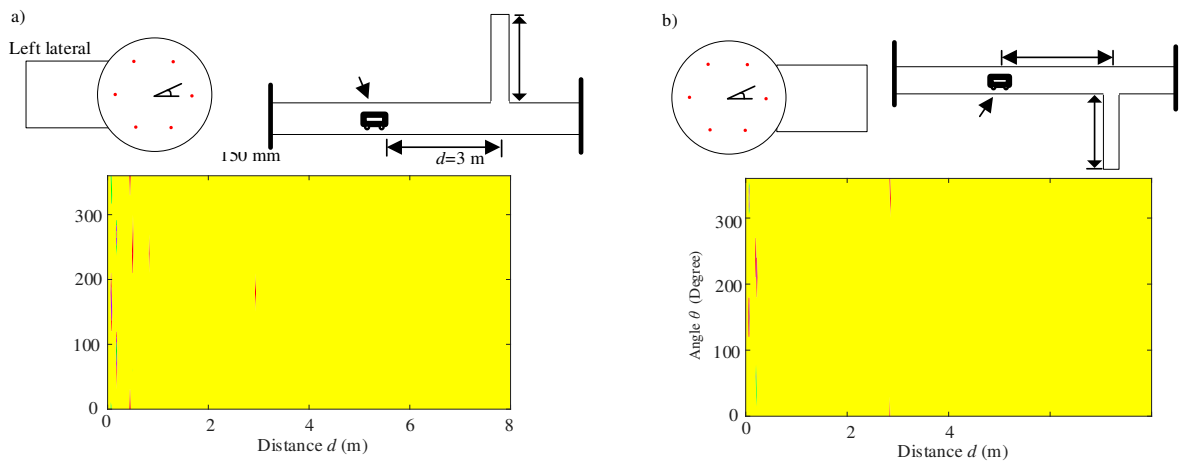 a)
Left lateral
150 mm
d=3 m
300
200
100
0
0
2
4
6
8
Distance d (m)
b)
Angle θ (Degree)
300
200
100
0
0
2
4
Distance d (m)